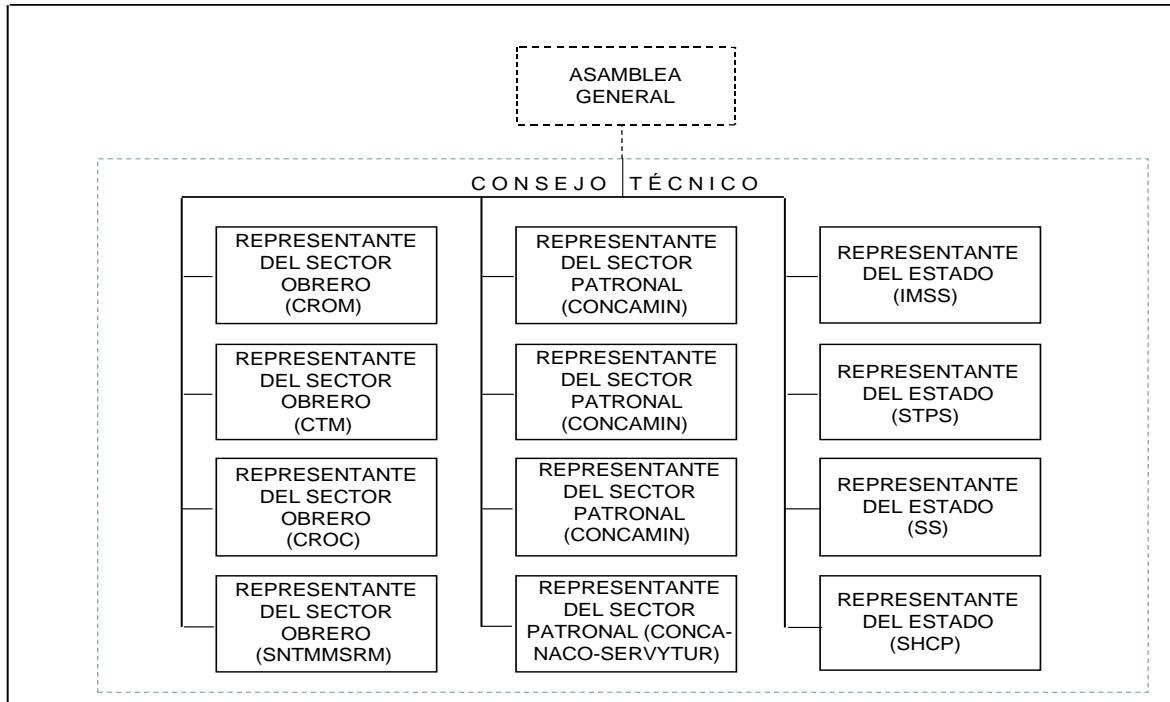 ASAMBLEA
GENERAL
CONSEJO TÉCNICO
REPRESENTANTE
DEL SECTOR
OBRERO
(CROM)
REPRESENTANTE
DEL SECTOR
OBRERO
(CTM)
REPRESENTANTE
DEL SECTOR
OBRERO
(CROC)
REPRESENTANTE
DEL SECTOR
OBRERO
(SNTMMSRM)
REPRESENTANTE
DEL SECTOR
PATRONAL
(CONCAMIN)
REPRESENTANTE
DEL SECTOR
PATRONAL
(CONCAMIN)
REPRESENTANTE
DEL SECTOR
PATRONAL
(CONCAMIN)
REPRESENTANTE
DEL SECTOR
PATRONAL (CONCA-
NACO-SERVYTUR)
REPRESENTANTE
DEL ESTADO
(IMSS)
REPRESENTANTE
DEL ESTADO
(STPS)
REPRESENTANTE
DEL ESTADO
(SS)
REPRESENTANTE
DEL ESTADO
(SHCP)